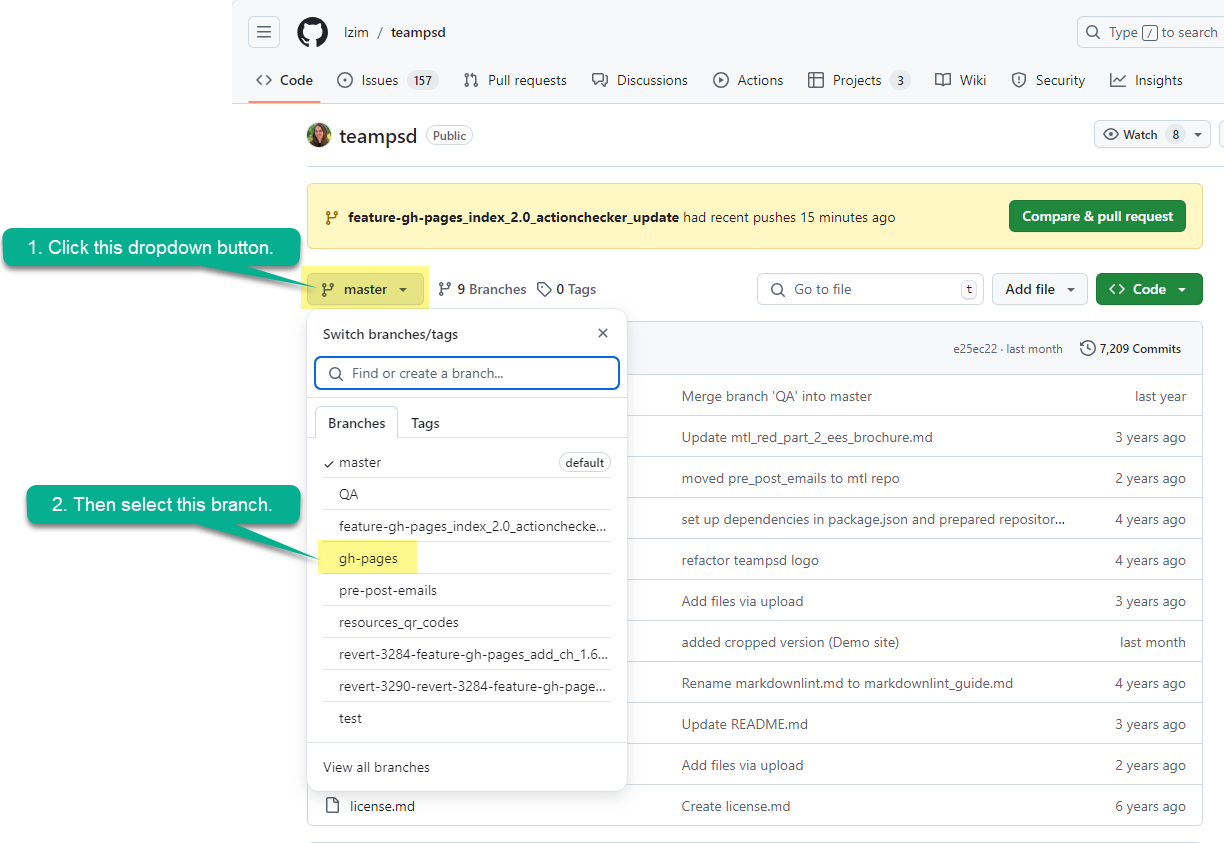 lzim / teampsd
Type / to search
Code
Issues 157
Pull requests
Discussions
Actions
Projects 3
Wiki
Security
Insights
teampsd Public
Watch 8
feature-gh-pages_index_2.0_actionchecker_update had recent pushes 15 minutes ago
Compare & pull request
1. Click this dropdown button.
master
9 Branches
0 Tags
Go to file t
Add file
Code
Switch branches/tags
Find or create a branch...
Branches
Tags
master default
QA
feature-gh-pages_index_2.0_actionchecke...
2. Then select this branch.
gh-pages
pre-post-emails
resources_qr_codes
revert-3284-feature-gh-pages_add_ch_1.6...
revert-3290-revert-3284-feature-gh-page...
test
View all branches
e25ec22 · last month
7,209 Commits
Merge branch 'QA' into master last year
Update mtl_red_part_2_ees_brochure.md 3 years ago
moved pre_post_emails to mtl repo 2 years ago
set up dependencies in package.json and prepared repositor... 4 years ago
refactor teampsd logo 4 years ago
Add files via upload 3 years ago
added cropped version (Demo site) last month
Rename markdownlint.md to markdownlint_guide.md 4 years ago
Update README.md 3 years ago
Add files via upload 2 years ago
license.md Create license.md 6 years ago